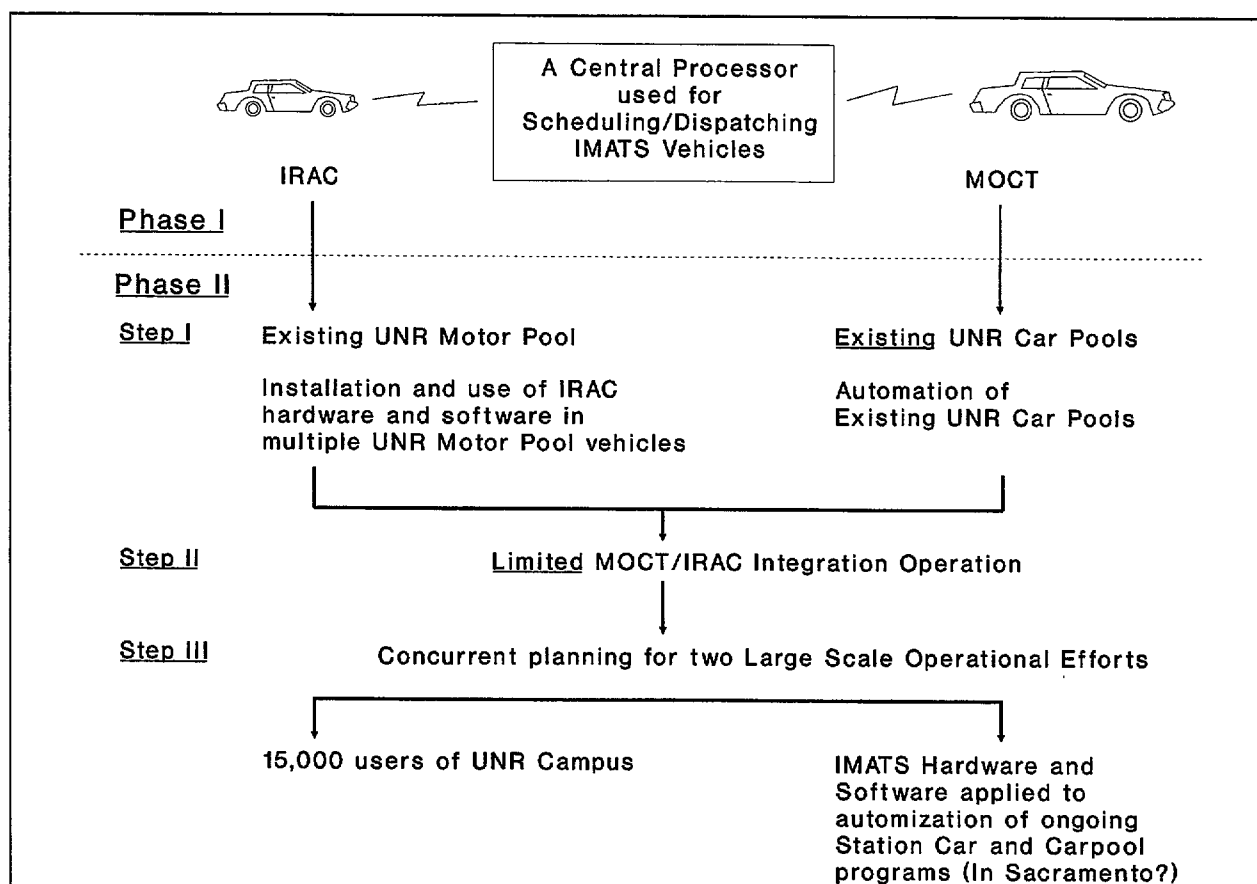 A Central Processor
used for
Scheduling/Dispatching
IMATS Vehicles
IRAC
MOCT
Phase I
Phase II
Step I
Existing UNR Motor Pool
Installation and use of IRAC
hardware and software in
multiple UNR Motor Pool vehicles
Existing UNR Car Pools
Automation of
Existing UNR Car Pools
Step II
Limited MOCT/IRAC Integration Operation
Step III
Concurrent planning for two Large Scale Operational Efforts
15,000 users of UNR Campus
IMATS Hardware and
Software applied to
automization of ongoing
Station Car and Carpool
programs (In Sacramento?)